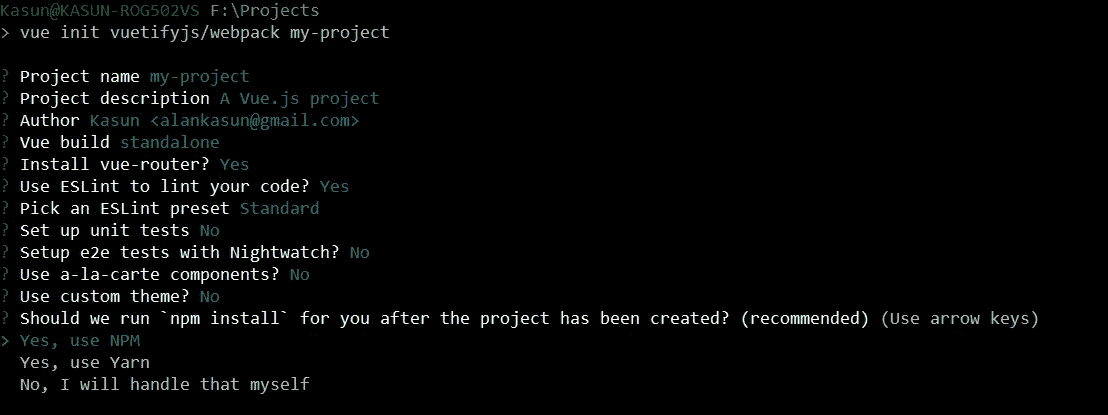 Kasun@KASUN-ROG502VS F:\Projects
> vue init vuetifyjs/webpack my-project
? Project name my-project
? Project description A Vue.js project
? Author Kasun <alankasun@gmail.com>
? Vue build standalone
? Install vue-router? Yes
? Use ESLint to lint your code? Yes
? Pick an ESLint preset Standard
? Set up unit tests No
? Setup e2e tests with Nightwatch? No
? Use a-la-carte components? No
? Use custom theme? No
? Should we run `npm install` for you after the project has been created? (recommended) (Use arrow keys)
> Yes, use NPM
Yes, use Yarn
No, I will handle that myself